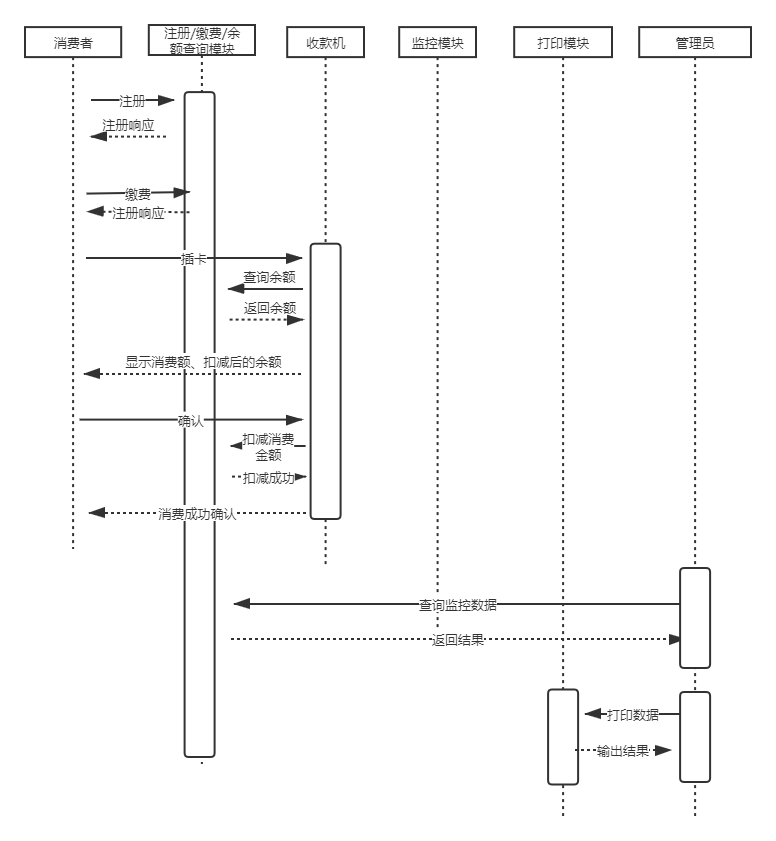 消费者
注册/缴费/余
额查询模块
收款机
监控模块
打印模块
管理员
注册
注册响应
缴费
注册响应
插卡
查询余额
返回余额
显示消费额、扣减后的余额
确认
扣减消费
金额
扣减成功
消费成功确认
查询监控数据
返回结果
打印数据
输出结果